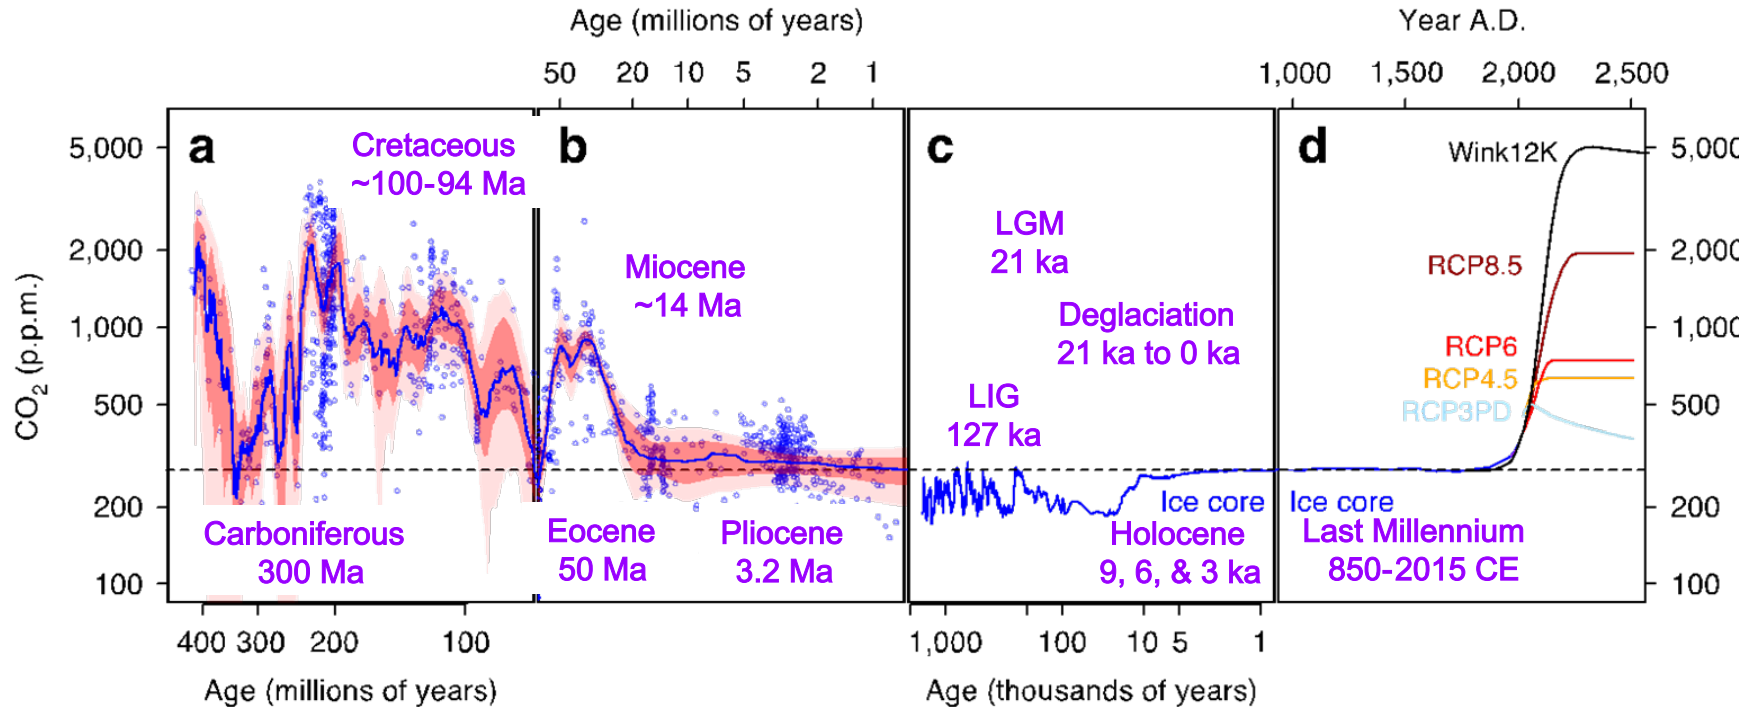 Age (millions of years)
Year A.D.
50 20 10 5 2 1
1,000 1,500 2,000 2,500
CO2 (p.p.m.)
5,000
2,000
1,000
500
200
100
a
Cretaceous
~100-94 Ma
Carboniferous
300 Ma
b
Miocene
~14 Ma
Eocene
50 Ma
Pliocene
3.2 Ma
c
LGM
21 ka
Deglaciation
21 ka to 0 ka
LIG
127 ka
Ice core
Holocene
9, 6, & 3 ka
d
Wink12K
RCP8.5
RCP6
RCP4.5
RCP3PD
Ice core
Last Millennium
850-2015 CE
5,000
2,000
1,000
500
200
100
400 300 200 100
1,000 100 10 5 1
Age (millions of years)
Age (thousands of years)